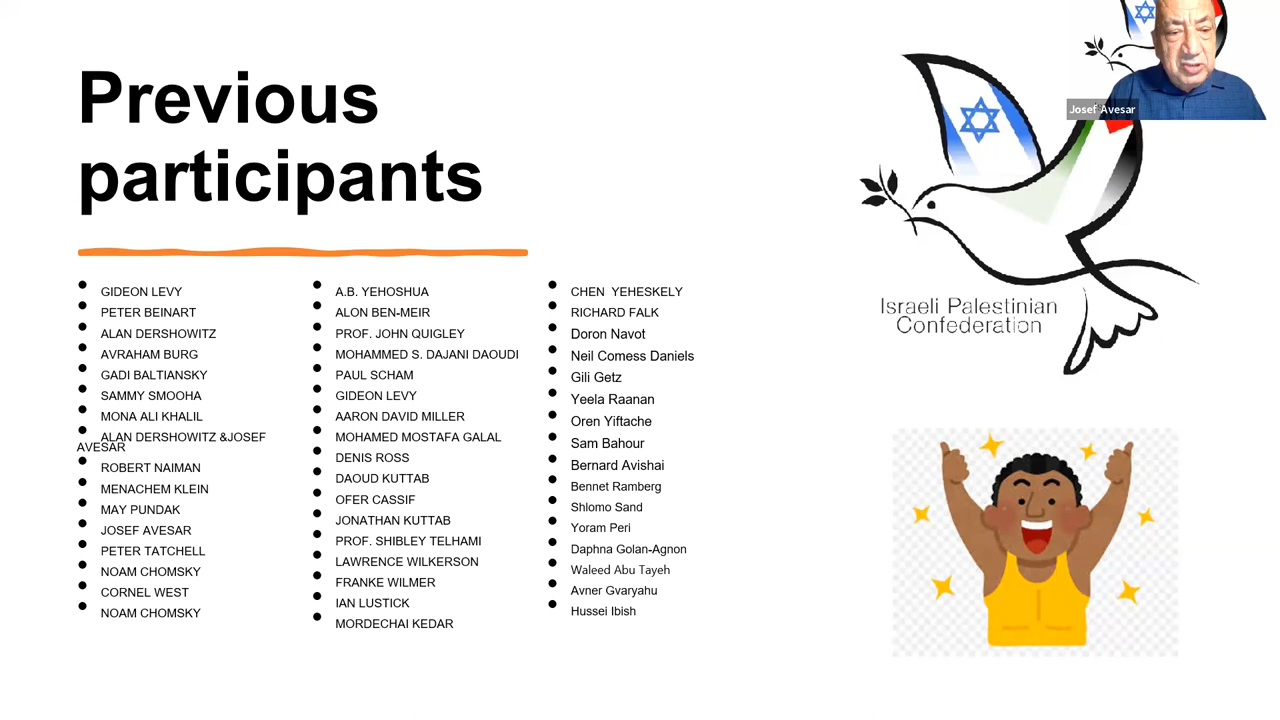 Previous
participants
GIDEON LEVY
PETER BEINART
ALAN DERSHOWITZ
AVRAHAM BURG
GADI BALTIANSKY
SAMMY SMOOHA
MONA ALI KHALIL
ALAN DERSHOWITZ &JOSEF
AVESAR
ROBERT NAIMAN
MENACHEM KLEIN
MAY PUNDAK
JOSEF AVESAR
PETER TATCHELL
NOAM CHOMSKY
CORNEL WEST
NOAM CHOMSKY
A.B. YEHOSHUA
ALON BEN-MEIR
PROF. JOHN QUIGLEY
MOHAMMED S. DAJANI DAOUDI
PAUL SCHAM
GIDEON LEVY
AARON DAVID MILLER
MOHAMED MOSTAFA GALAL
DENIS ROSS
DAOUD KUTTAB
OFER CASSIF
JONATHAN KUTTAB
PROF. SHIBLEY TELHAMI
LAWRENCE WILKERSON
FRANKE WILMER
IAN LUSTICK
MORDECHAI KEDAR
CHEN YEHESKELY
RICHARD FALK
Doron Navot
Neil Comess Daniels
Gili Getz
Yeela Raanan
Oren Yiftache
Sam Bahour
Bernard Avishai
Bennet Ramberg
Shlomo Sand
Yoram Peri
Daphna Golan-Agnon
Waleed Abu Tayeh
Avner Gvaryahu
Hussei Ibish
Israeli Palestinian
Confederation
Josef Avesar